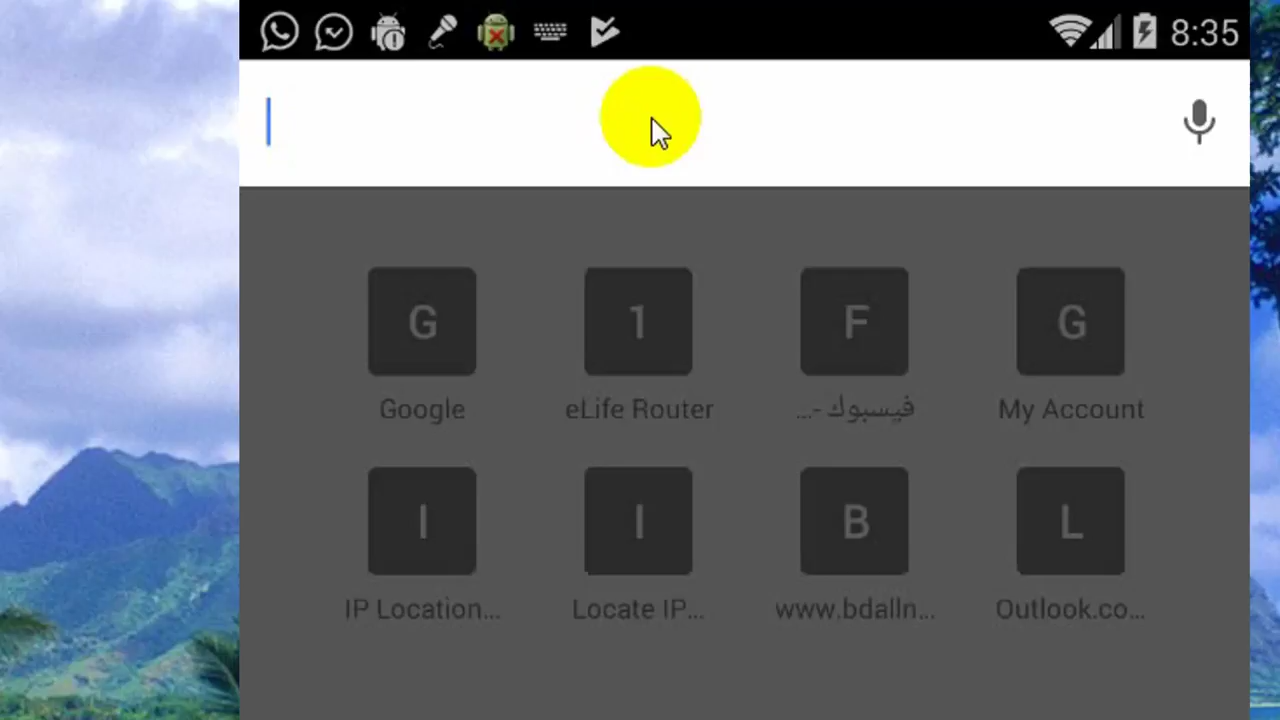 8:35
G 1 F G
Google eLife Router فيسبوك -... My Account
I I B L
IP Location... Locate IP... www.bdalln... Outlook.co...